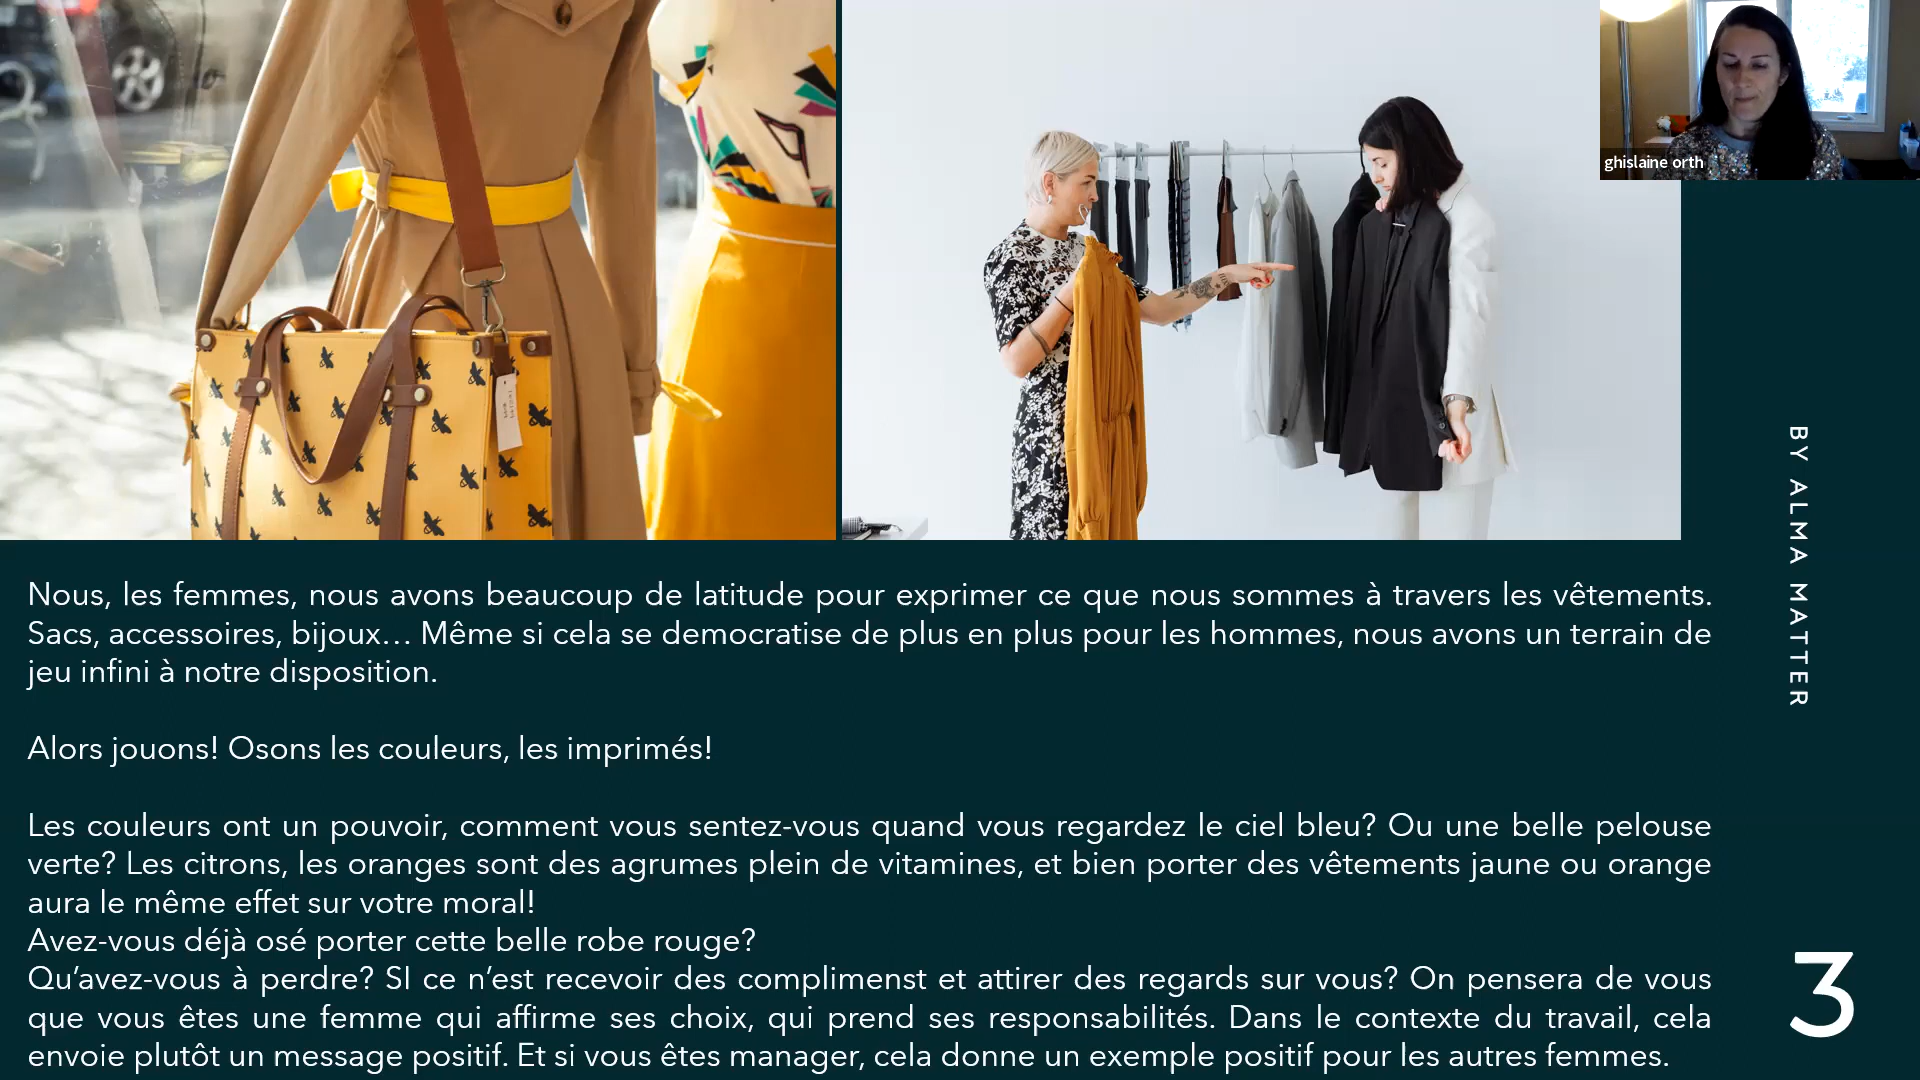 ghislaine orth
Nous, les femmes, nous avons beaucoup de latitude pour exprimer ce que nous sommes à travers les vêtements.
Sacs, accessoires, bijoux… Même si cela se democratise de plus en plus pour les hommes, nous avons un terrain de
jeu infini à notre disposition.
Alors jouons! Osons les couleurs, les imprimés!
Les couleurs ont un pouvoir, comment vous sentez-vous quand vous regardez le ciel bleu? Ou une belle pelouse
verte? Les citrons, les oranges sont des agrumes plein de vitamines, et bien porter des vêtements jaune ou orange
aura le même effet sur votre moral!
Avez-vous déjà osé porter cette belle robe rouge?
Qu’avez-vous à perdre? SI ce n’est recevoir des complimenst et attirer des regards sur vous? On pensera de vous
que vous êtes une femme qui affirme ses choix, qui prend ses responsabilités. Dans le contexte du travail, cela
envoie plutôt un message positif. Et si vous êtes manager, cela donne un exemple positif pour les autres femmes.
BY ALMA MATTER
3